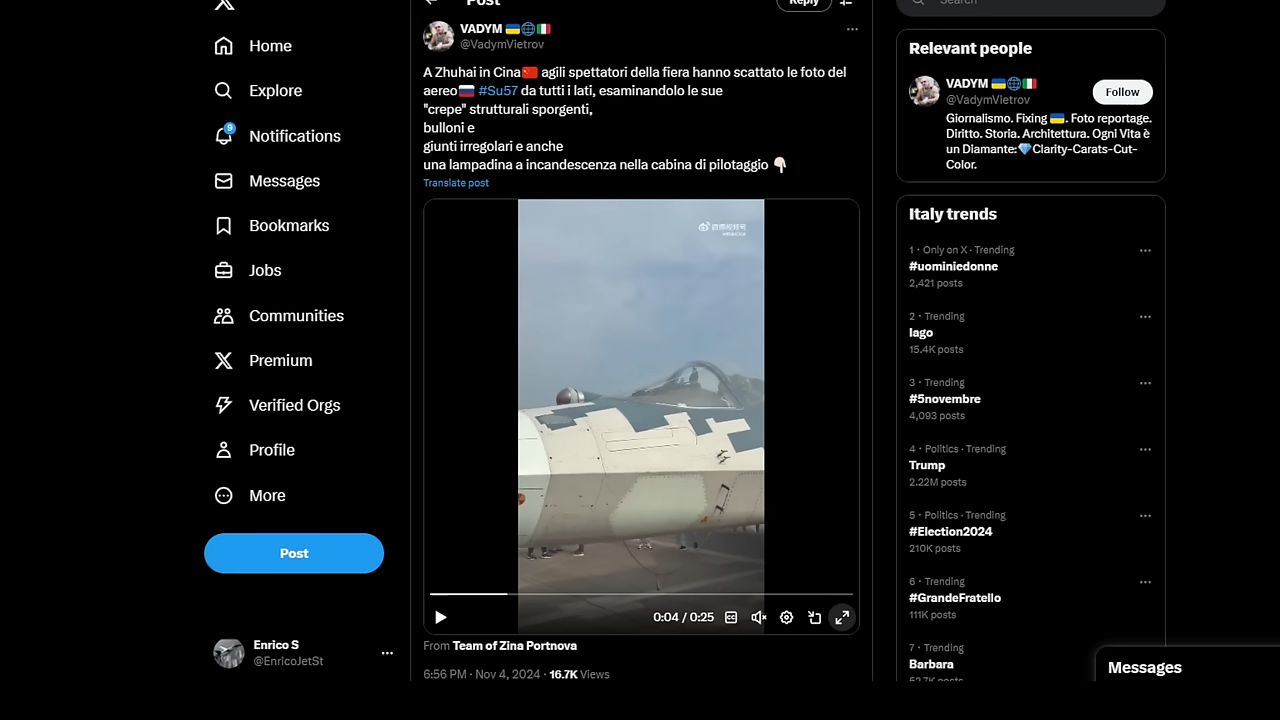 Post
Reply
Search
VADYM 🇺🇦🌐🇮🇹
@VadymVietrov
A Zhuhai in Cina🇨🇳 agili spettatori della fiera hanno scattato le foto del
aereo🇷🇺 #Su57 da tutti i lati, esaminandolo le sue
"crepe" strutturali sporgenti,
bulloni e
giunti irregolari e anche
una lampadina a incandescenza nella cabina di pilotaggio 👇🏻
Translate post
0:04 / 0:25
From Team of Zina Portnova
6:56 PM · Nov 4, 2024 · 16.7K Views
Home
Explore
9
Notifications
Messages
Bookmarks
Jobs
Communities
Premium
Verified Orgs
Profile
More
Post
Enrico S
@EnricoJetSt
Relevant people
VADYM 🇺🇦🌐🇮🇹
@VadymVietrov
Follow
Giornalismo. Fixing 🇺🇦. Foto reportage.
Diritto. Storia. Architettura. Ogni Vita è
un Diamante:💎Clarity-Carats-Cut-
Color.
Italy trends
1 · Only on X · Trending
#uominiedonne
2,421 posts
2 · Trending
Iago
15.4K posts
3 · Trending
#5novembre
4,093 posts
4 · Politics · Trending
Trump
2.22M posts
5 · Politics · Trending
#Election2024
210K posts
6 · Trending
#GrandeFratello
111K posts
7 · Trending
Barbara
Messages